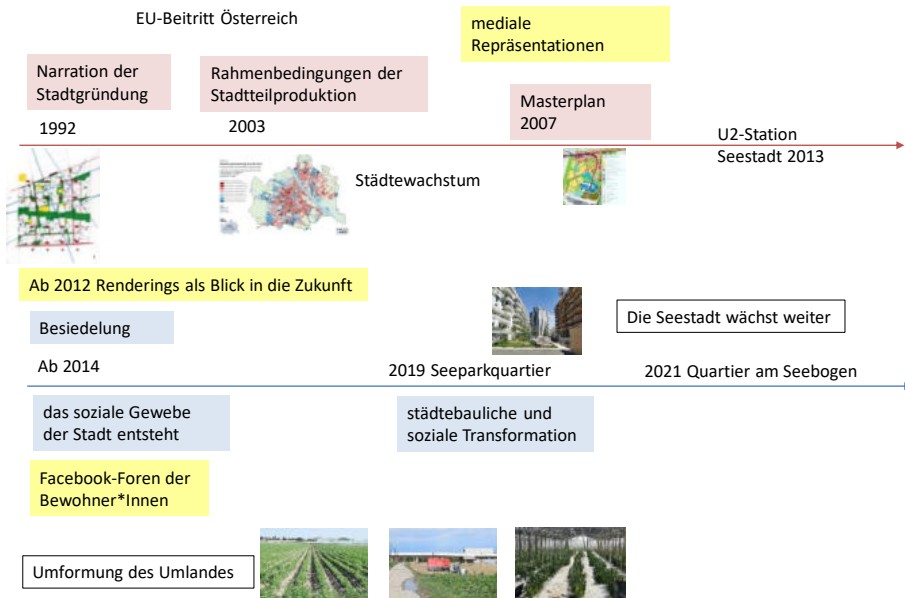 EU-Beitritt Österreich
mediale
Repräsentationen
Narration der
Stadtgründung
Rahmenbedingungen der
Stadtteilproduktion
Masterplan
2007
1992
2003
U2-Station
Seestadt 2013
Städtewachstum
Ab 2012 Renderings als Blick in die Zukunft
Besiedelung
Die Seestadt wächst weiter
Ab 2014
2019 Seeparkquartier
2021 Quartier am Seebogen
das soziale Gewebe
der Stadt entsteht
städtebauliche und
soziale Transformation
Facebook-Foren der
Bewohner*Innen
Umformung des Umlandes